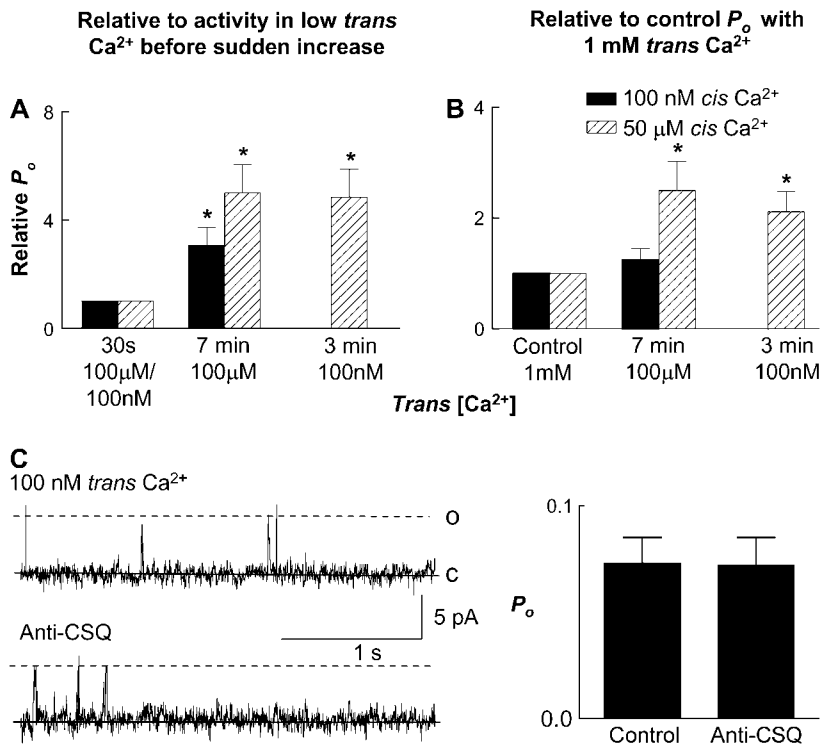 Relative to activity in low trans
Ca²⁺ before sudden increase
Relative to control Pₒ with
1 mM trans Ca²⁺
A
8
4
0
Relative Pₒ
*
*
*
30s
100μM/
100nM
7 min
100μM
3 min
100nM
B
100 nM cis Ca²⁺
50 μM cis Ca²⁺
4
2
0
*
*
Control
1mM
7 min
100μM
3 min
100nM
Trans [Ca²⁺]
C
100 nM trans Ca²⁺
O
C
5 pA
1 s
Anti-CSQ
0.1
Pₒ
0.0
Control
Anti-CSQ